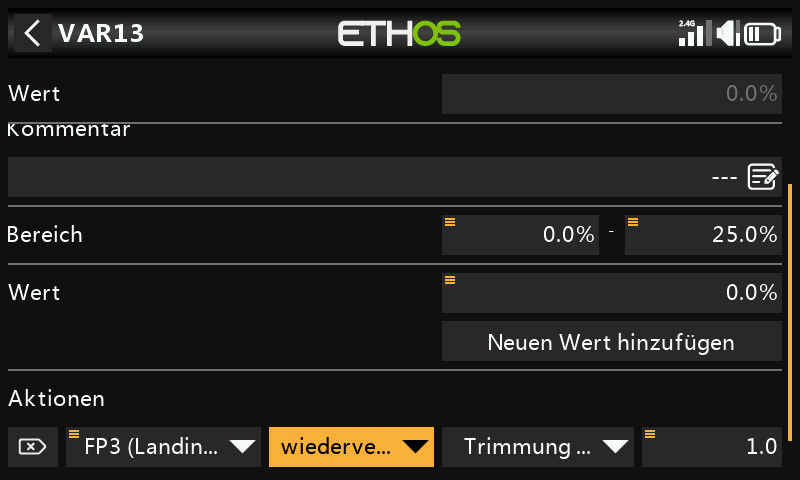 VAR13 ETHOS 2.4G
Wert 0.0%
Kommentar
---
Bereich 0.0% - 25.0%
Wert 0.0%
Neuen Wert hinzufügen
Aktionen
FP3 (Landin... wiederve... Trimmung ... 1.0